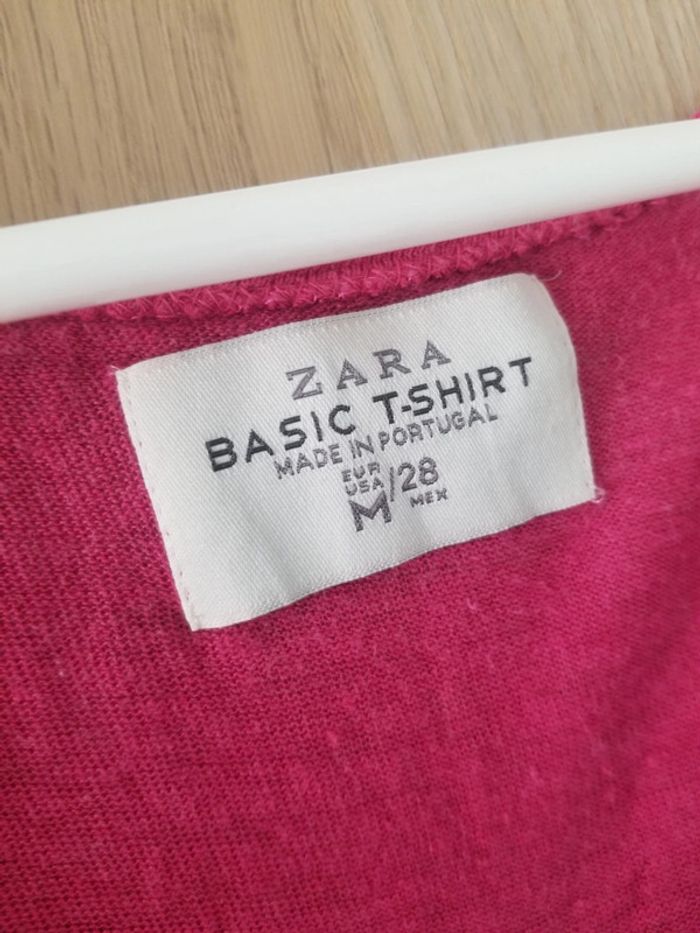 ZARA
BASIC T-SHIRT
MADE IN PORTUGAL
EUR
USA /28
M MEX